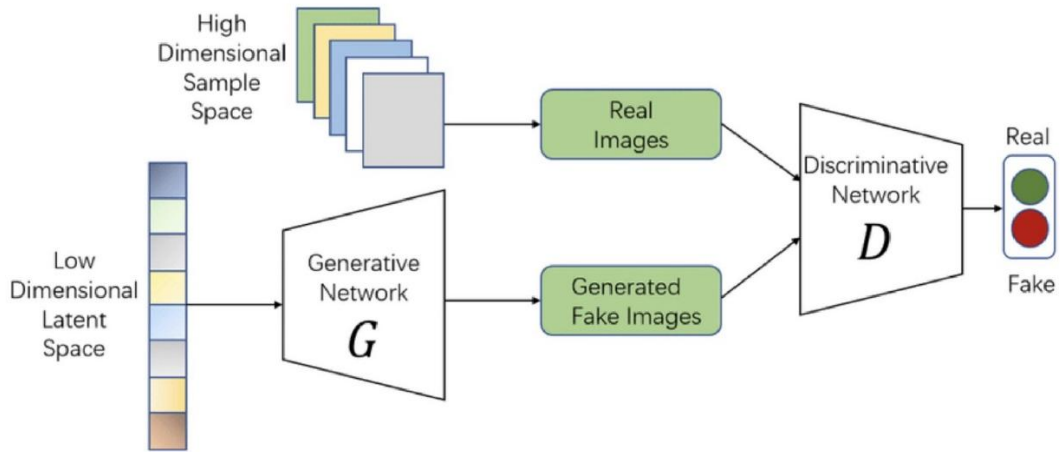 High
Dimensional
Sample
Space
Real
Images
Discriminative
Network
D
Real
Fake
Low
Dimensional
Latent
Space
Generative
Network
G
Generated
Fake Images